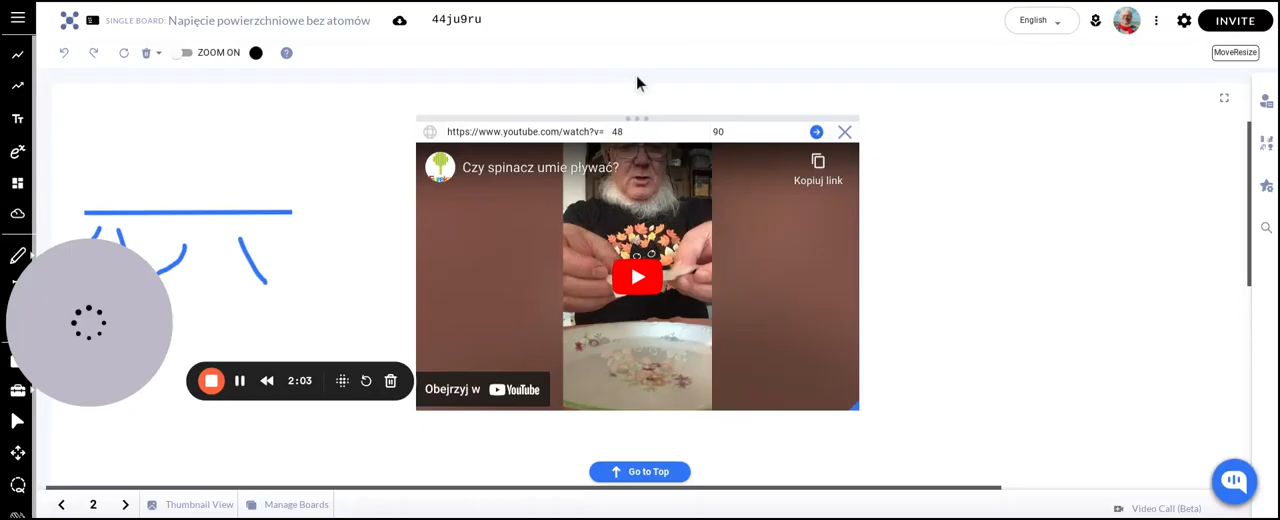 SINGLE BOARD: Napięcie powierzchniowe bez atomów
44ju9ru
English
INVITE
ZOOM ON
MoveResize
Tт
eˣ
https://www.youtube.com/watch?v= 48 90
Czy spinacz umie pływać?
Kopiuj link
2:03
Obejrzyj w YouTube
Go to Top
2
Thumbnail View
Manage Boards
Video Call (Beta)